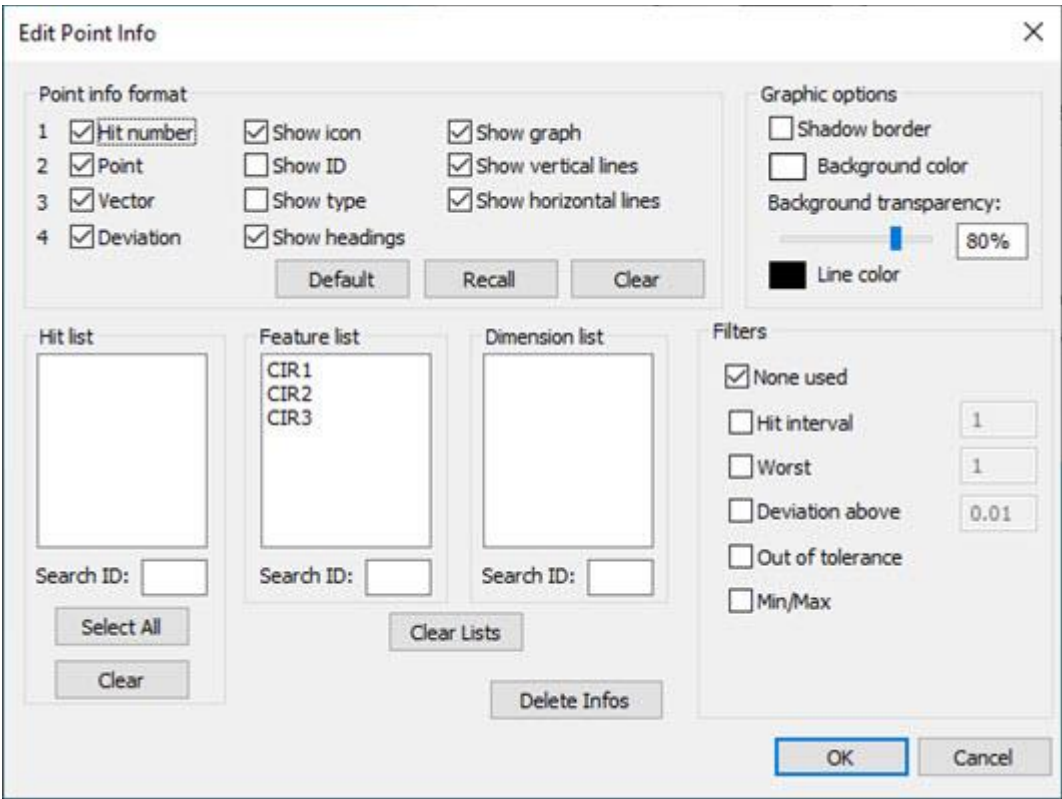 Edit Point Info
Point info format
1 Hit number Show icon Show graph
2 Point Show ID Show vertical lines
3 Vector Show type Show horizontal lines
4 Deviation Show headings
Default Recall Clear
Graphic options
Shadow border
Background color
Background transparency:
80%
Line color
Hit list
Search ID:
Select All
Clear
Feature list
CIR1
CIR2
CIR3
Search ID:
Dimension list
Search ID:
Clear Lists
Delete Infos
Filters
None used
Hit interval 1
Worst 1
Deviation above 0.01
Out of tolerance
Min/Max
OK Cancel